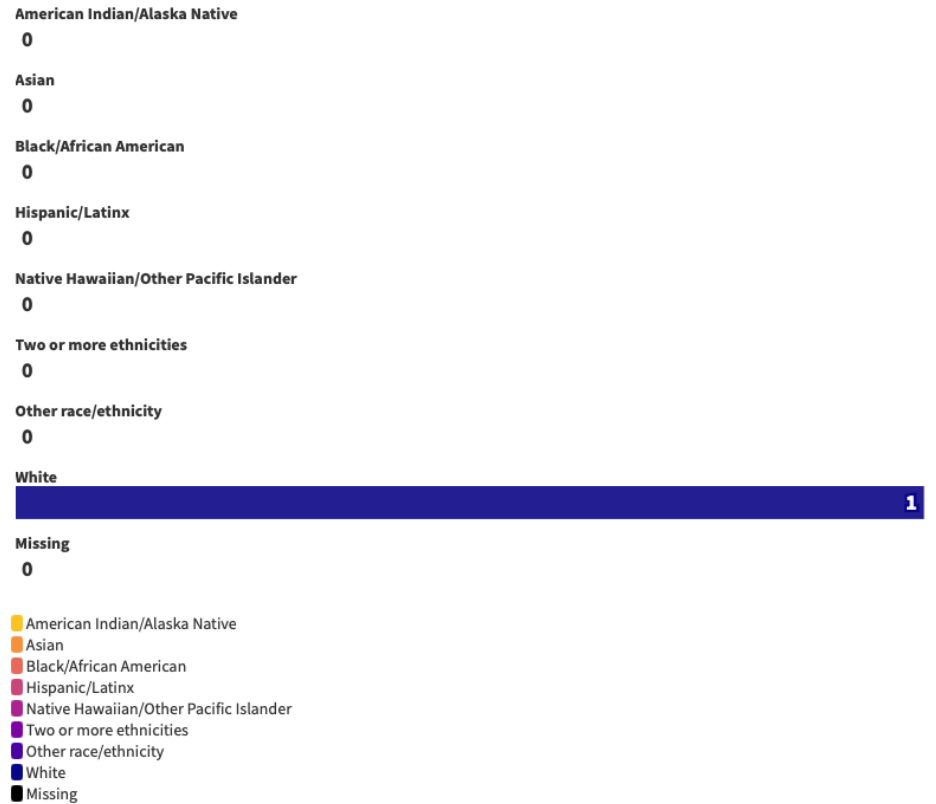 American Indian/Alaska Native
0
Asian
0
Black/African American
0
Hispanic/Latinx
0
Native Hawaiian/Other Pacific Islander
0
Two or more ethnicities
0
Other race/ethnicity
0
White
1
Missing
0
American Indian/Alaska Native
Asian
Black/African American
Hispanic/Latinx
Native Hawaiian/Other Pacific Islander
Two or more ethnicities
Other race/ethnicity
White
Missing